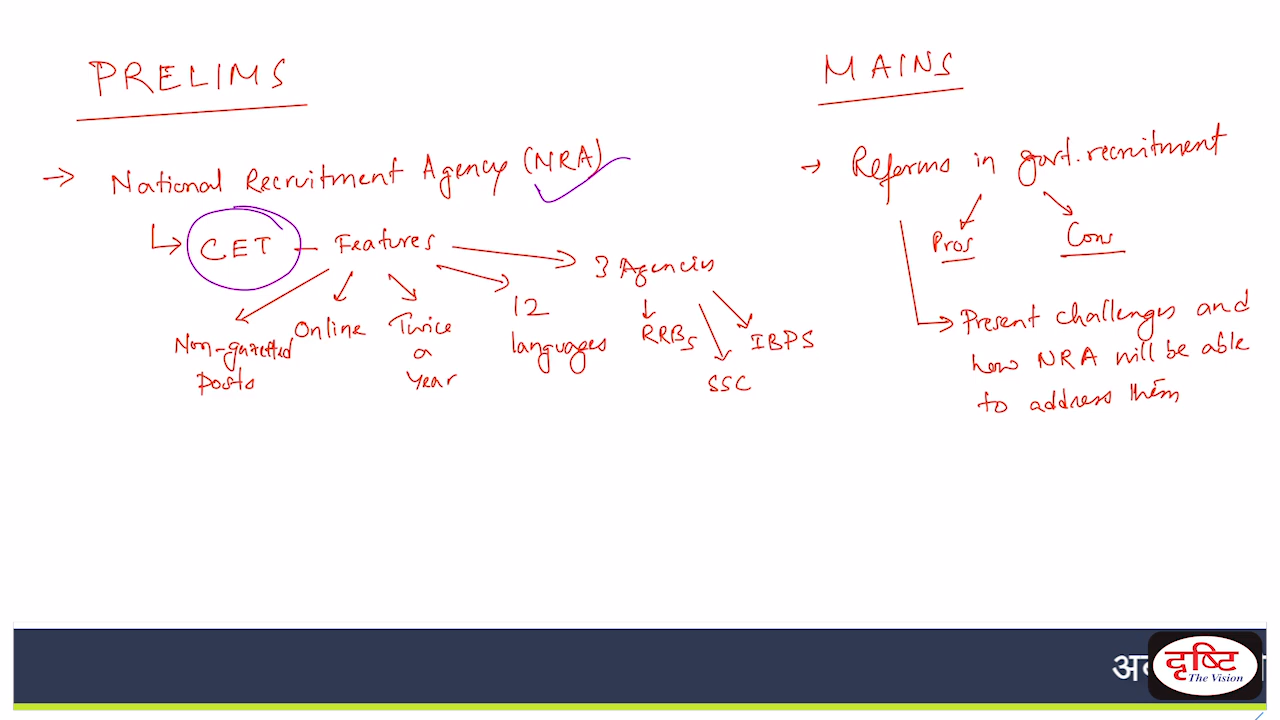 PRELIMS
→ National Recruitment Agency (NRA)
↳ CET - Features
Non-gazetted
posts
Online
Twice
a
Year
12
languages
3 Agencies
RRBs
SSC
IBPS
MAINS
→ Reforms in govt. recruitment
Pros
Cons
Present challenges and
how NRA will be able
to address them
दृष्टि
The Vision